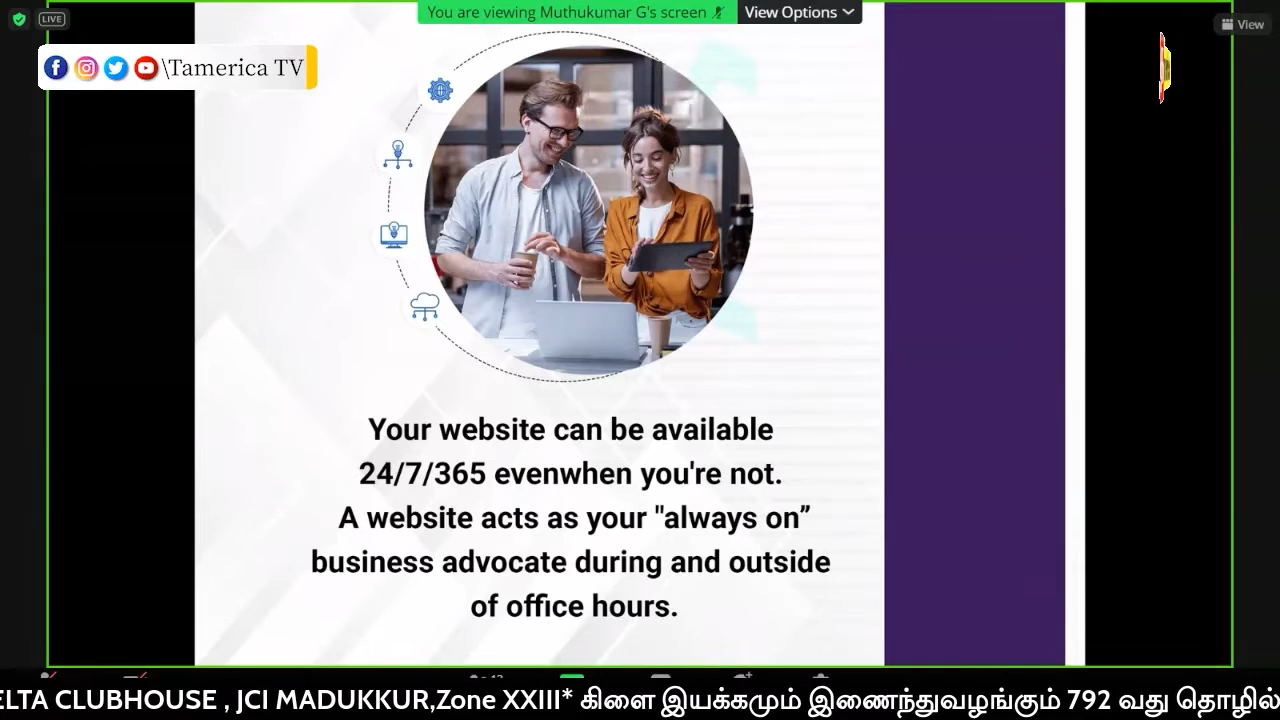 LIVE
You are viewing Muthukumar G's screen
View Options
View
\Tamerica TV
Your website can be available
24/7/365 evenwhen you're not.
A website acts as your "always on”
business advocate during and outside
of office hours.
ELTA CLUBHOUSE , JCI MADUKKUR,Zone XXIII* கிளை இயக்கமும் இணைந்துவழங்கும் 792 வது தொழில்